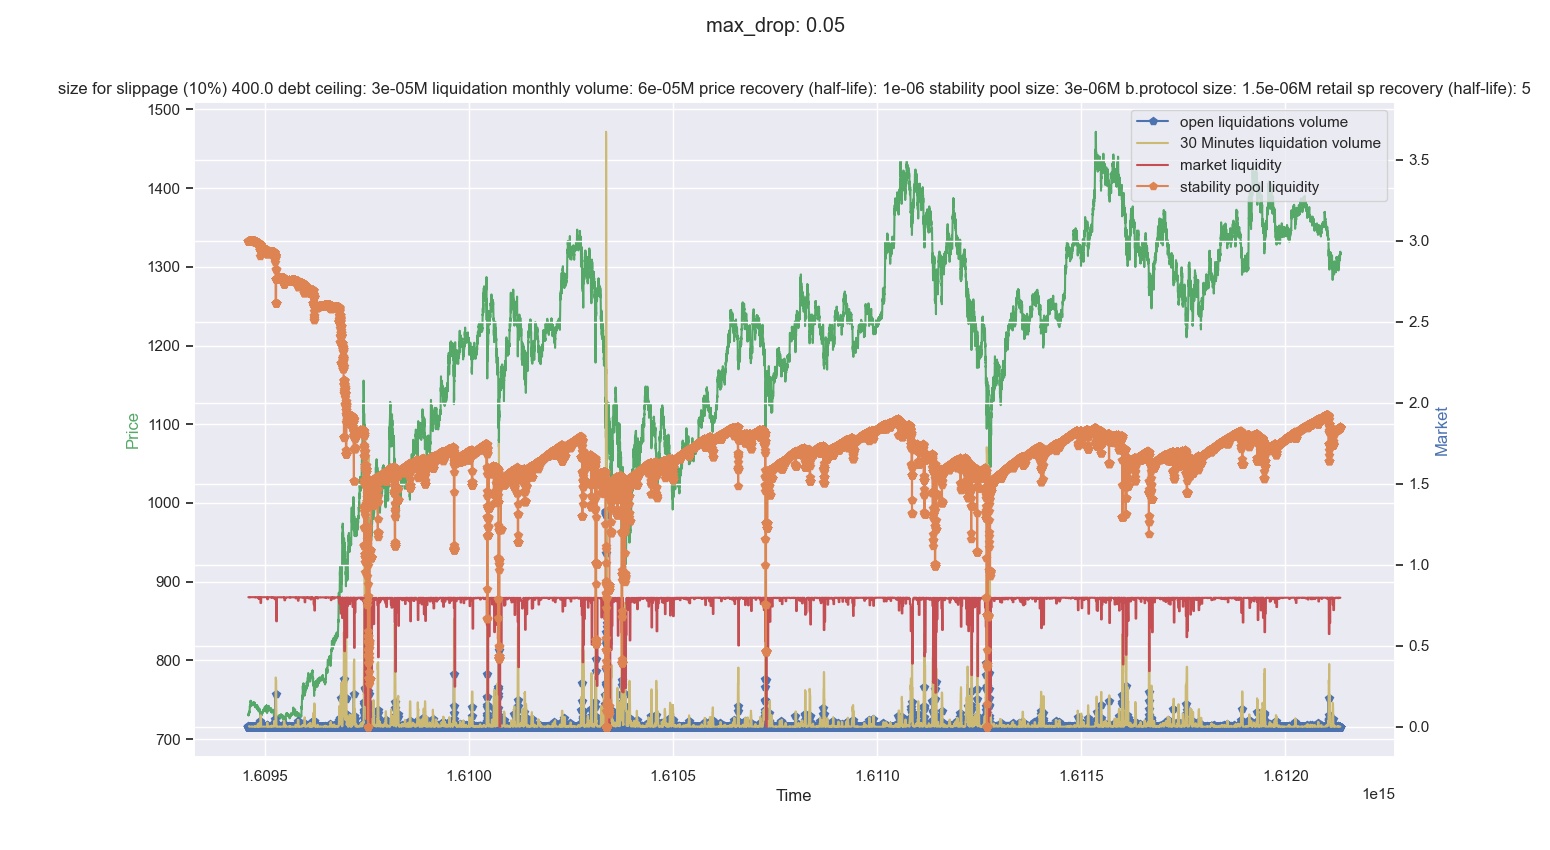 max_drop: 0.05
size for slippage (10%) 400.0 debt ceiling: 3e-05M liquidation monthly volume: 6e-05M price recovery (half-life): 1e-06 stability pool size: 3e-06M b.protocol size: 1.5e-06M retail sp recovery (half-life): 5
open liquidations volume
30 Minutes liquidation volume
market liquidity
stability pool liquidity
1500
1400
1300
1200
1100
1000
900
800
700
Price
3.5
3.0
2.5
2.0
1.5
1.0
0.5
0.0
Market
1.6095 1.6100 1.6105 1.6110 1.6115 1.6120
Time
1e15